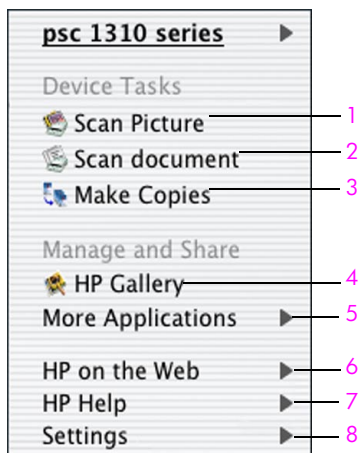 psc 1310 series
Device Tasks
Scan Picture 1
Scan document 2
Make Copies 3
Manage and Share
HP Gallery 4
More Applications 5
HP on the Web 6
HP Help 7
Settings 8